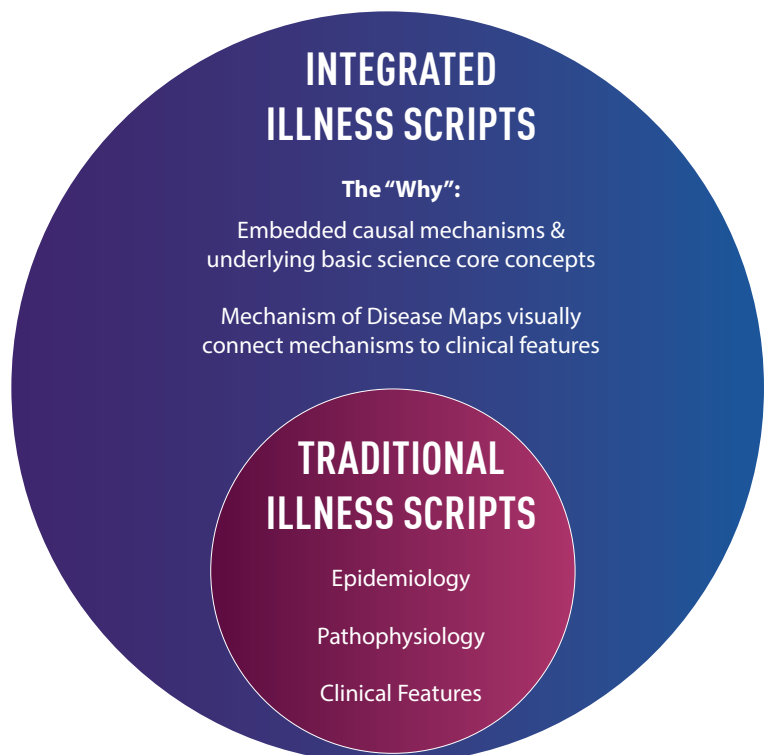 INTEGRATED
ILLNESS SCRIPTS
The “Why”:
Embedded causal mechanisms &
underlying basic science core concepts
Mechanism of Disease Maps visually
connect mechanisms to clinical features
TRADITIONAL
ILLNESS SCRIPTS
Epidemiology
Pathophysiology
Clinical Features